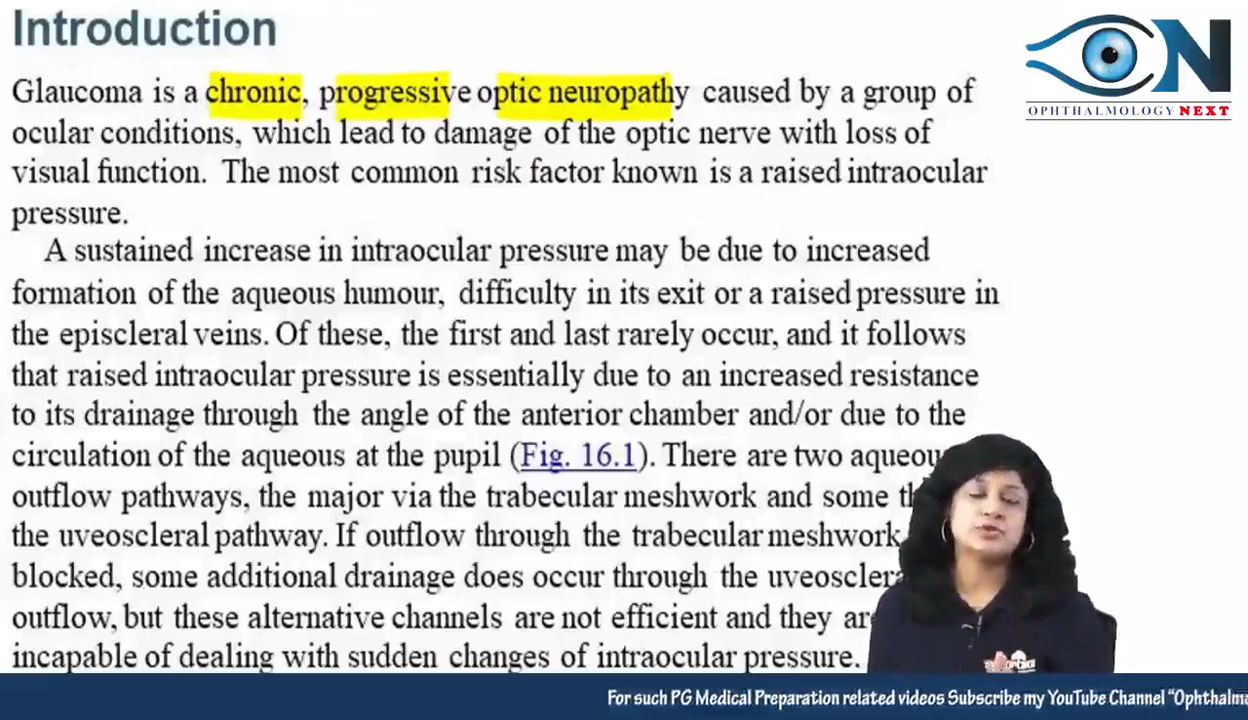 Introduction
Glaucoma is a chronic, progressive optic neuropathy caused by a group of
ocular conditions, which lead to damage of the optic nerve with loss of
visual function. The most common risk factor known is a raised intraocular
pressure.
A sustained increase in intraocular pressure may be due to increased
formation of the aqueous humour, difficulty in its exit or a raised pressure in
the episcleral veins. Of these, the first and last rarely occur, and it follows
that raised intraocular pressure is essentially due to an increased resistance
to its drainage through the angle of the anterior chamber and/or due to the
circulation of the aqueous at the pupil (Fig. 16.1). There are two aqueou
outflow pathways, the major via the trabecular meshwork and some
the uveoscleral pathway. If outflow through the trabecular meshwork
blocked, some additional drainage does occur through the uveoscler
outflow, but these alternative channels are not efficient and they
incapable of dealing with sudden changes of intraocular pressure.
ON
OPHTHALMOLOGY NEXT
For such PG Medical Preparation related videos Subscribe my YouTube Channel "Ophthalm